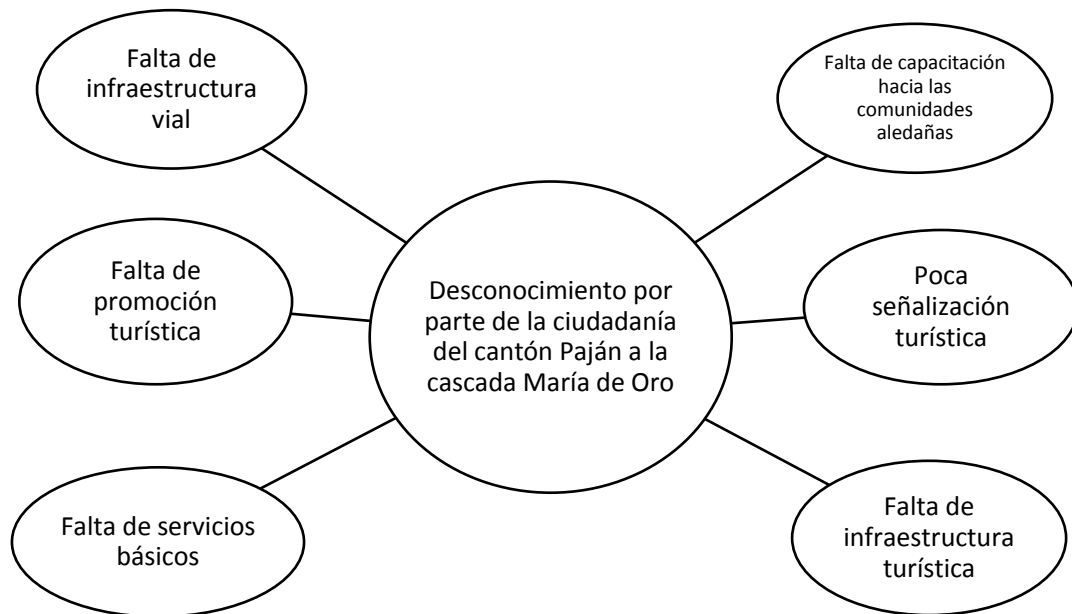 Falta de
infraestructura
vial
Falta de capacitación
hacia las
comunidades
aledañas
Falta de
promoción
turística
Desconocimiento por
parte de la ciudadanía
del cantón Paján a la
cascada María de Oro
Poca
señalización
turística
Falta de servicios
básicos
Falta de
infraestructura
turística